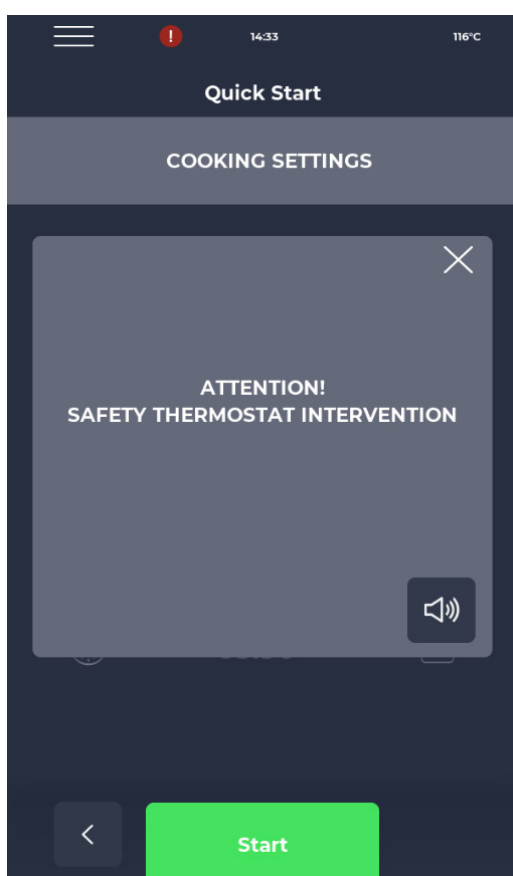 14:33
116°C
Quick Start
COOKING SETTINGS
ATTENTION!
SAFETY THERMOSTAT INTERVENTION
Start